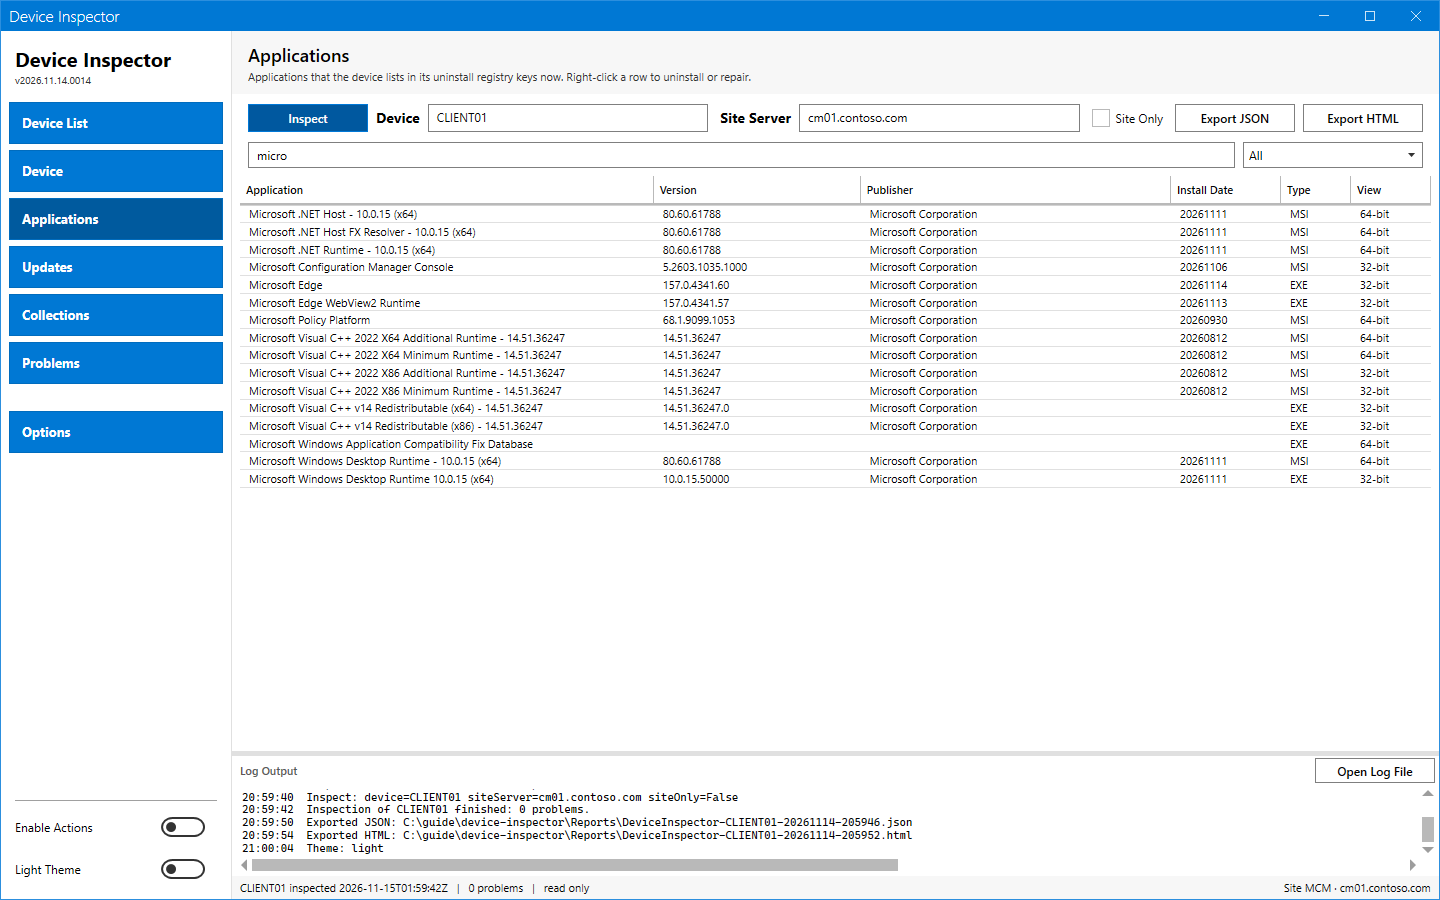 Device Inspector
Device Inspector
v2026.11.14.0014
Device List
Device
Applications
Updates
Collections
Problems
Options
Enable Actions
Light Theme
Applications
Applications that the device lists in its uninstall registry keys now. Right-click a row to uninstall or repair.
Inspect Device CLIENT01 Site Server cm01.contoso.com Site Only Export JSON Export HTML
micro All
Application Version Publisher Install Date Type View
Microsoft .NET Host - 10.0.15 (x64) 80.60.61788 Microsoft Corporation 20261111 MSI 64-bit
Microsoft .NET Host FX Resolver - 10.0.15 (x64) 80.60.61788 Microsoft Corporation 20261111 MSI 64-bit
Microsoft .NET Runtime - 10.0.15 (x64) 80.60.61788 Microsoft Corporation 20261111 MSI 64-bit
Microsoft Configuration Manager Console 5.2603.1035.1000 Microsoft Corporation 20261106 MSI 32-bit
Microsoft Edge 157.0.4341.60 Microsoft Corporation 20261114 EXE 32-bit
Microsoft Edge WebView2 Runtime 157.0.4341.57 Microsoft Corporation 20261113 EXE 32-bit
Microsoft Policy Platform 68.1.9099.1053 Microsoft Corporation 20260930 MSI 64-bit
Microsoft Visual C++ 2022 X64 Additional Runtime - 14.51.36247 14.51.36247 Microsoft Corporation 20260812 MSI 64-bit
Microsoft Visual C++ 2022 X64 Minimum Runtime - 14.51.36247 14.51.36247 Microsoft Corporation 20260812 MSI 64-bit
Microsoft Visual C++ 2022 X86 Additional Runtime - 14.51.36247 14.51.36247 Microsoft Corporation 20260812 MSI 32-bit
Microsoft Visual C++ 2022 X86 Minimum Runtime - 14.51.36247 14.51.36247 Microsoft Corporation 20260812 MSI 32-bit
Microsoft Visual C++ v14 Redistributable (x64) - 14.51.36247 14.51.36247.0 Microsoft Corporation EXE 32-bit
Microsoft Visual C++ v14 Redistributable (x86) - 14.51.36247 14.51.36247.0 Microsoft Corporation EXE 32-bit
Microsoft Windows Application Compatibility Fix Database EXE 64-bit
Microsoft Windows Desktop Runtime - 10.0.15 (x64) 80.60.61788 Microsoft Corporation 20261111 MSI 64-bit
Microsoft Windows Desktop Runtime 10.0.15 (x64) 10.0.15.50000 Microsoft Corporation 20261111 EXE 32-bit
Log Output Open Log File
20:59:40 Inspect: device=CLIENT01 siteServer=cm01.contoso.com siteOnly=False
20:59:42 Inspection of CLIENT01 finished: 0 problems.
20:59:50 Exported JSON: C:\guide\device-inspector\Reports\DeviceInspector-CLIENT01-20261114-205946.json
20:59:54 Exported HTML: C:\guide\device-inspector\Reports\DeviceInspector-CLIENT01-20261114-205952.html
21:00:04 Theme: light
CLIENT01 inspected 2026-11-15T01:59:42Z | 0 problems | read only Site MCM · cm01.contoso.com